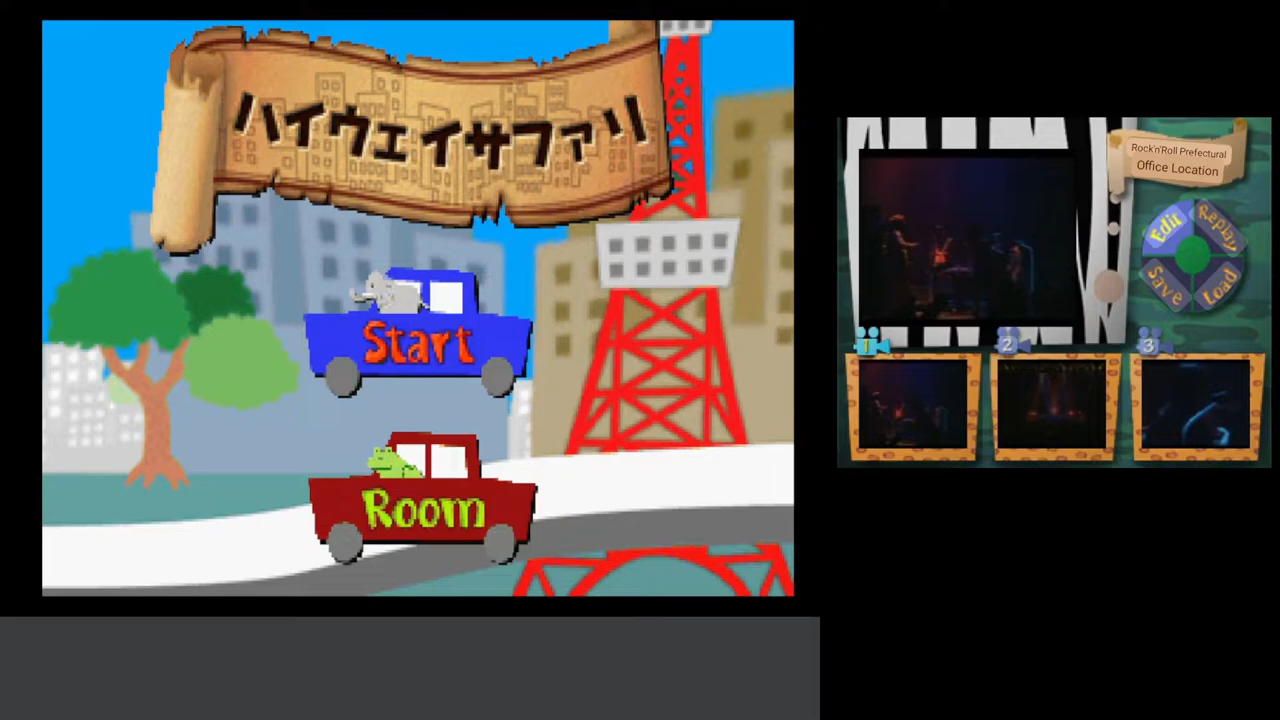 ハイウェイサファリ
Start
Room
Rock'n'Roll Prefectural
Office Location
Edit
Replay
Save
Load
1
2
3